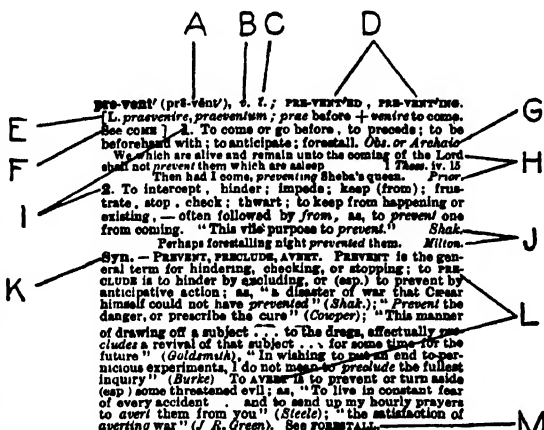 A B C D
pre-vent′ (prê-vĕnt′), v. t.; PRE-VENT′ED, PRE-VENT′ING.
E [L. praevenire, praeventum; prae before + venire to come. G
F See COME ] 1. To come or go before, to precede; to be
beforehand with; to anticipate; forestall. Obs. or Archaic
We which are alive and remain unto the coming of the Lord H
shall not prevent them which are asleep 1 Thess. iv. 15
Then had I come, preventing Sheba's queen. Prior
I 2. To intercept, hinder; impede; keep (from); frus-
trate, stop. check; thwart; to keep from happening or
existing, — often followed by from, as, to prevent one
from coming. "This vile purpose to prevent." Shak. J
Perhaps forestalling night prevented them. Milton.
K Syn. — PREVENT, PRECLUDE, AVERT. PREVENT is the gen-
eral term for hindering, checking, or stopping; to PRE-
CLUDE is to hinder by excluding, or (esp.) to prevent by
anticipative action; as, "a disaster of war that Cæsar
himself could not have prevented" (Shak.); "Prevent the
danger, or prescribe the cure" (Cowper); "This manner L
of drawing off a subject . . . to the dregs, effectually pre-
cludes a revival of that subject . . . for some time for the
future" (Goldsmith), "In wishing to put an end to per-
nicious experiments, I do not mean to preclude the fullest
inquiry" (Burke) To AVERT is to prevent or turn aside
(esp) some threatened evil; as, "To live in constant fear
of every accident . and to send up my hourly prayers
to avert them from you" (Steele); "the satisfaction of
averting war" (J. R. Green). See FORESTALL. M